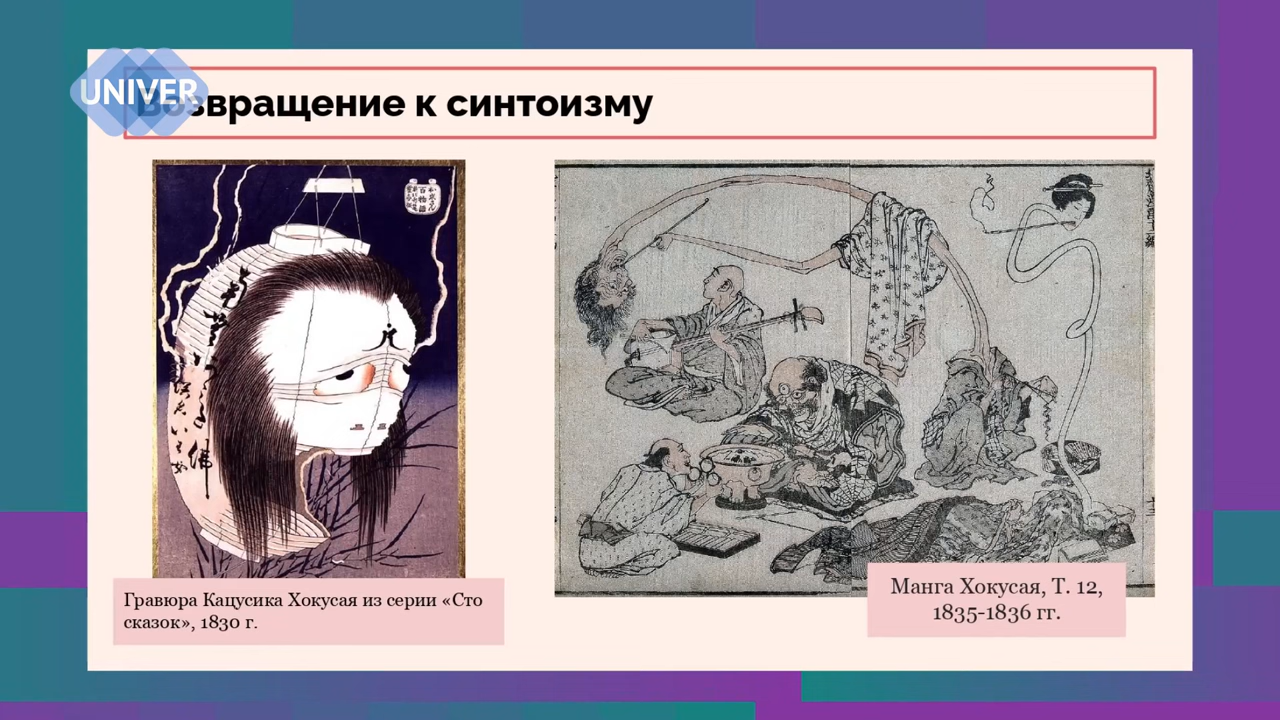 UNIVER
Возвращение к синтоизму
Гравюра Кацусика Хокусая из серии «Сто
сказок», 1830 г.
Манга Хокусая, Т. 12,
1835-1836 гг.